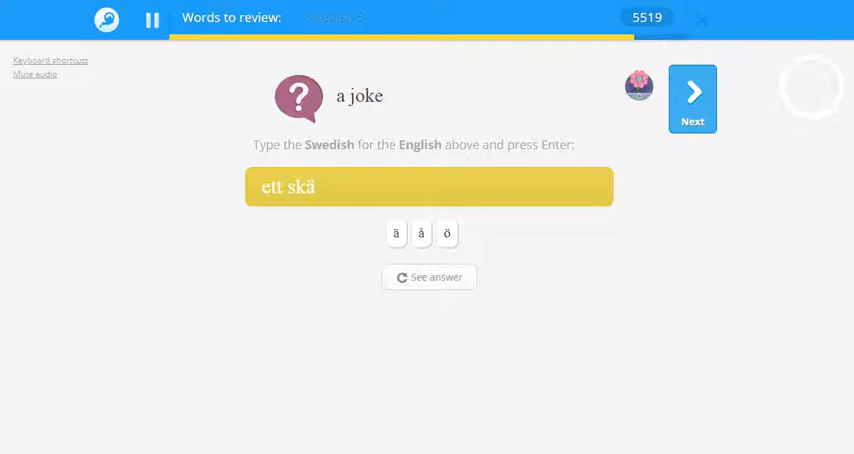 Words to review:
5519
Keyboard shortcuts
Mute audio
a joke
Next
Type the Swedish for the English above and press Enter:
ett skä
ä å ö
See answer